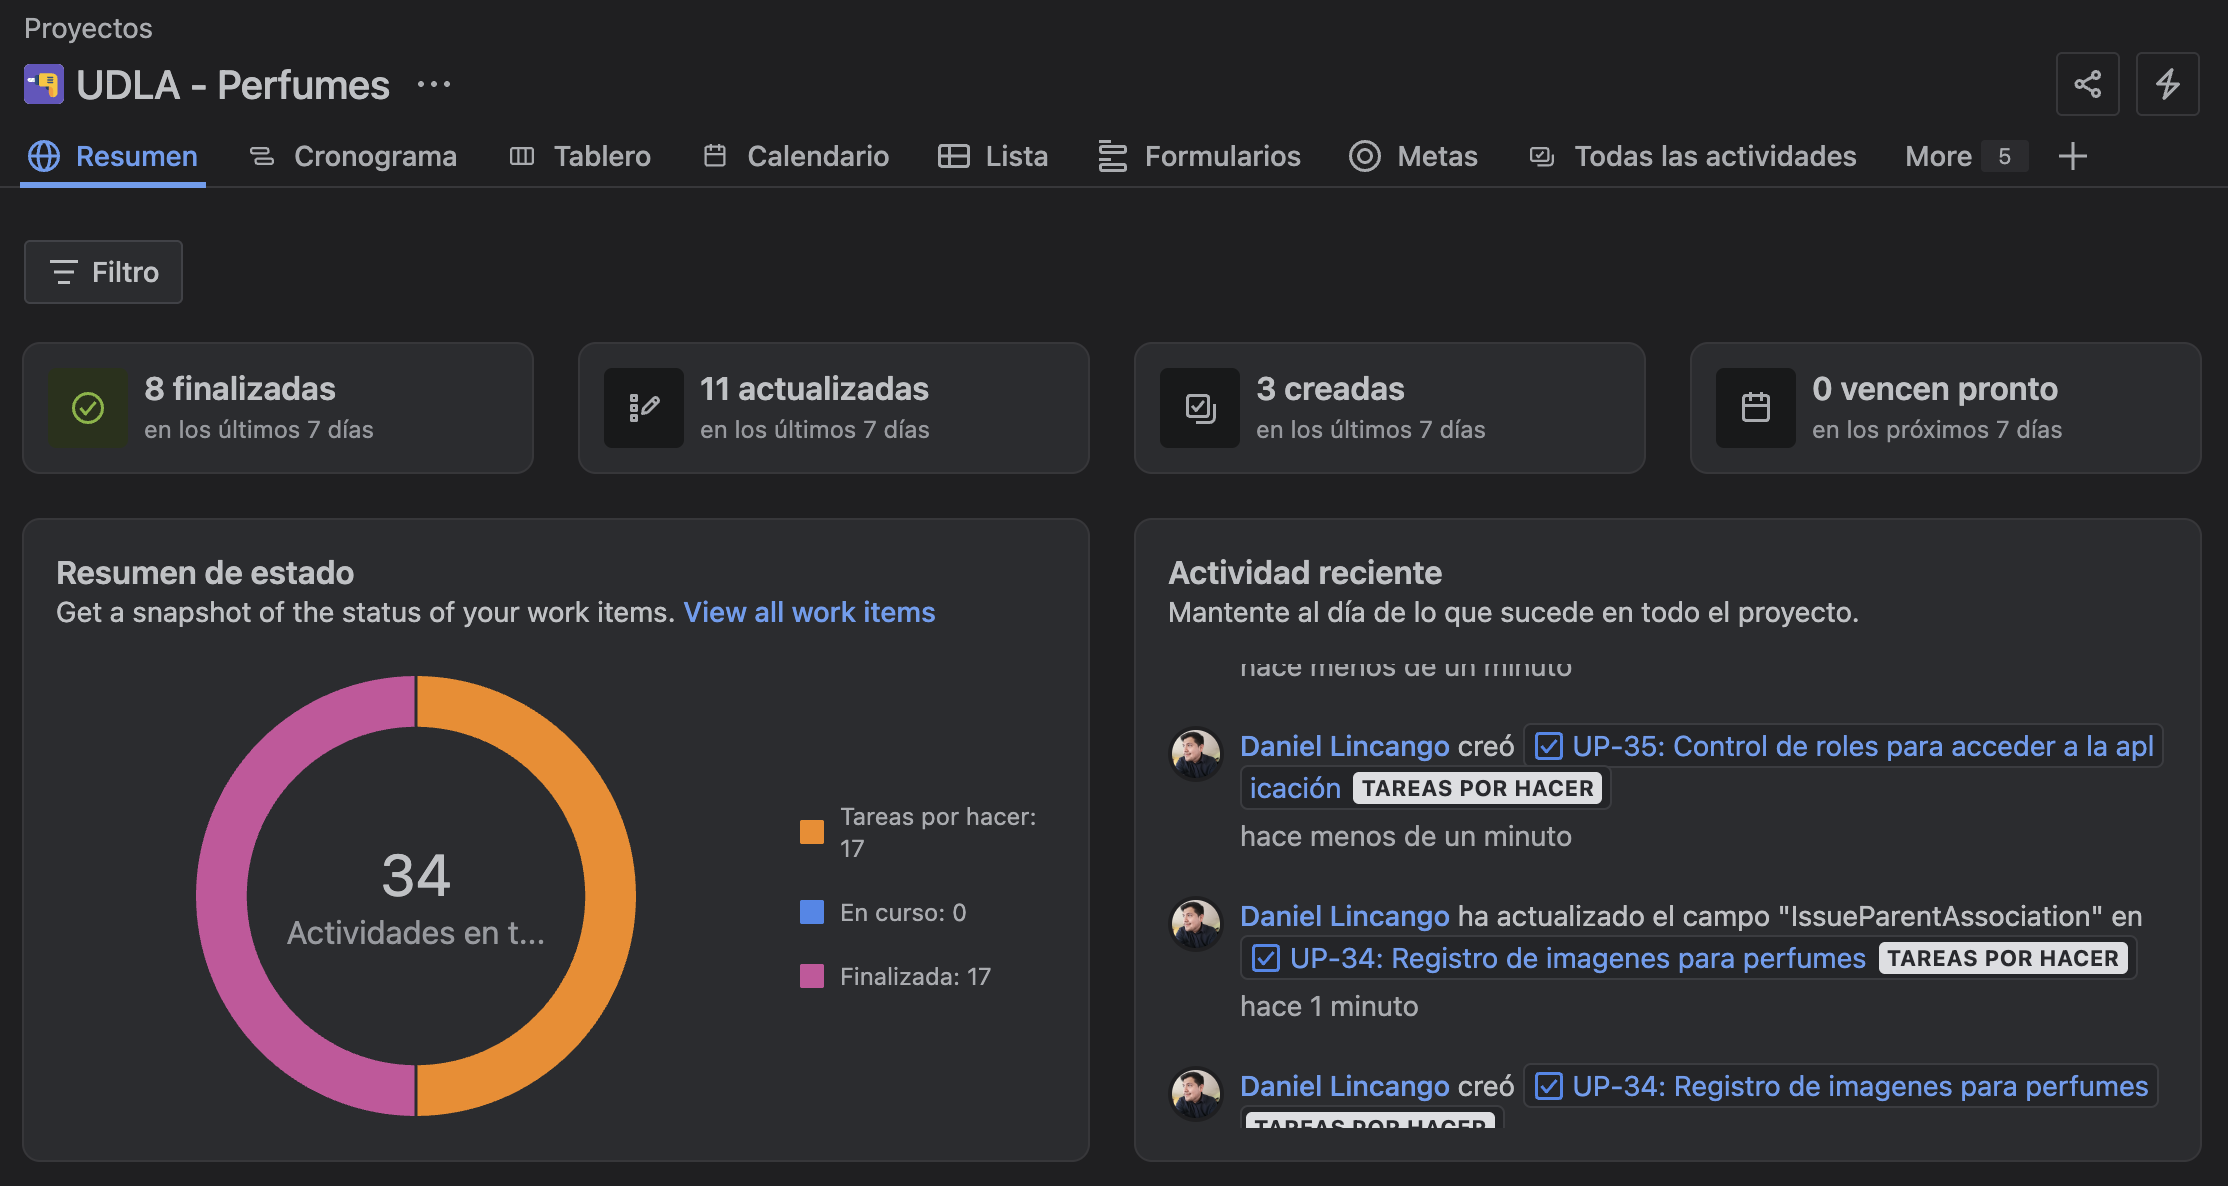 Proyectos
UDLA - Perfumes
Resumen
Cronograma
Tablero
Calendario
Lista
Formularios
Metas
Todas las actividades
More 5
Filtro
8 finalizadas
en los últimos 7 días
11 actualizadas
en los últimos 7 días
3 creadas
en los últimos 7 días
0 vencen pronto
en los próximos 7 días
Resumen de estado
Get a snapshot of the status of your work items. View all work items
34
Actividades en t...
Tareas por hacer:
17
En curso: 0
Finalizada: 17
Actividad reciente
Mantente al día de lo que sucede en todo el proyecto.
hace menos de un minuto
Daniel Lincango creó UP-35: Control de roles para acceder a la apl
icación TAREAS POR HACER
hace menos de un minuto
Daniel Lincango ha actualizado el campo "IssueParentAssociation" en
UP-34: Registro de imagenes para perfumes TAREAS POR HACER
hace 1 minuto
Daniel Lincango creó UP-34: Registro de imagenes para perfumes
TAREAS POR HACER